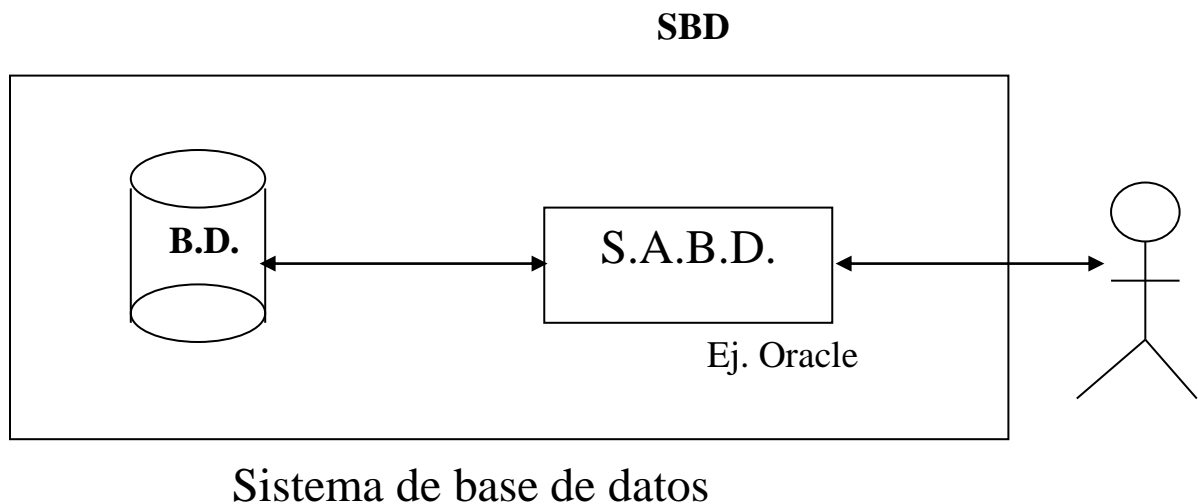 SBD
B.D.
S.A.B.D.
Ej. Oracle
Sistema de base de datos